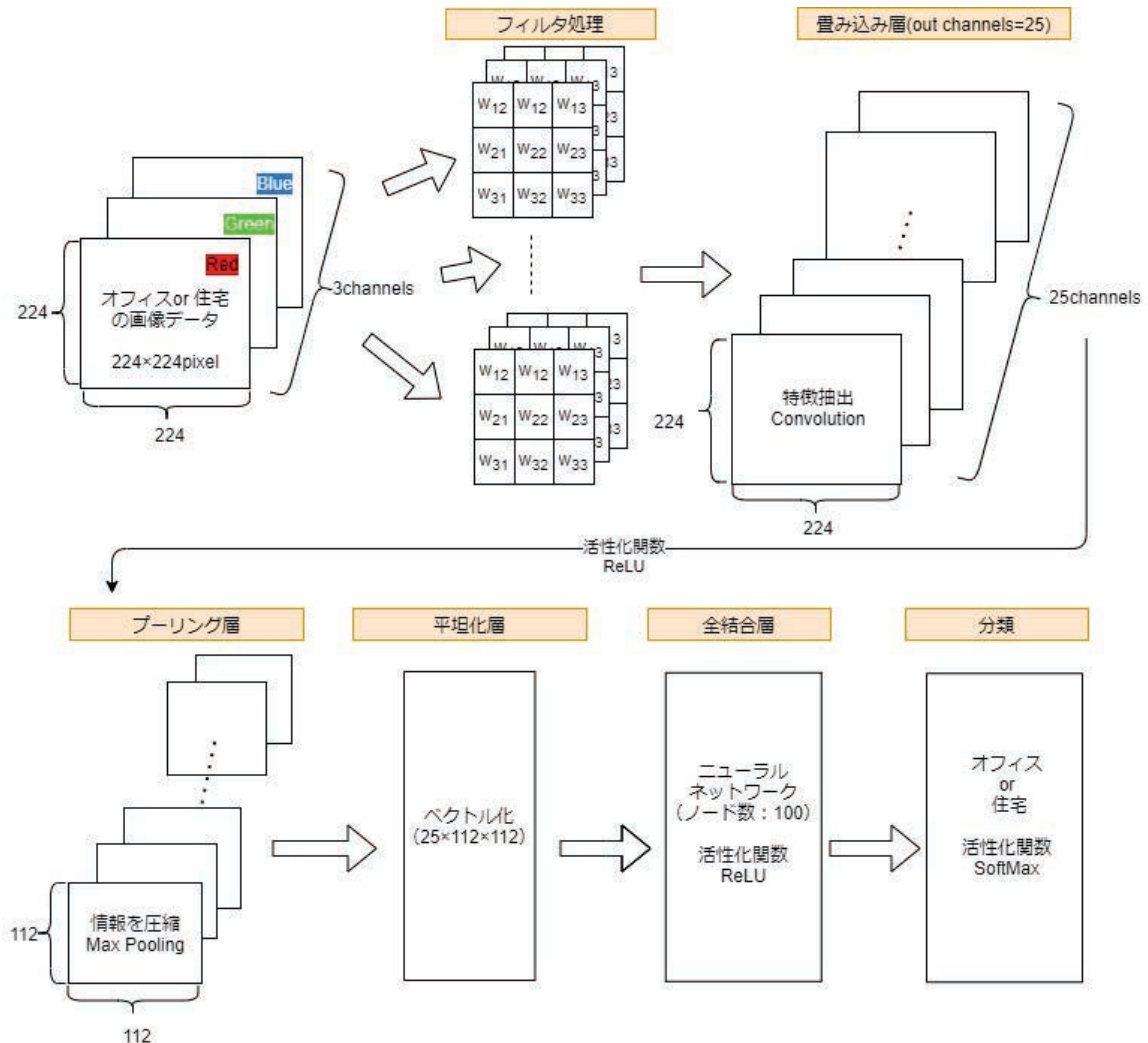 フィルタ処理
畳み込み層(out channels=25)
Blue
Green
Red
オフィスor 住宅
の画像データ
224×224pixel
224
224
3channels
W12 W12 W13
W21 W22 W23
W31 W32 W33
W12 W12 W13
W21 W22 W23
W31 W32 W33
特徴抽出
Convolution
224
224
25channels
活性化関数
ReLU
プーリング層
平坦化層
全結合層
分類
情報を圧縮
Max Pooling
112
112
ベクトル化
(25×112×112)
ニューラル
ネットワーク
(ノード数:100)
活性化関数
ReLU
オフィス
or
住宅
活性化関数
SoftMax